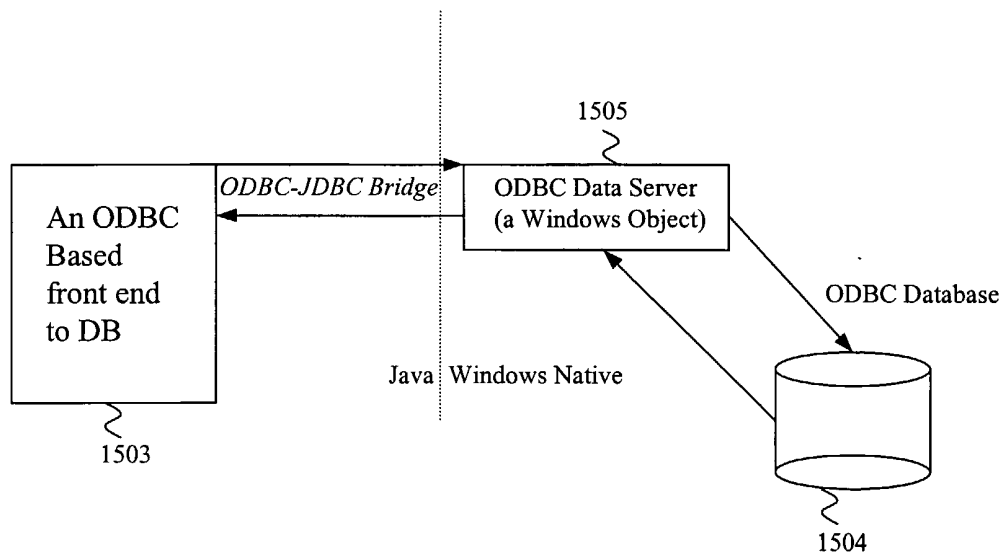 1505
ODBC-JDBC Bridge
ODBC Data Server
(a Windows Object)
An ODBC
Based
front end
to DB
ODBC Database
Java
Windows Native
1503
1504